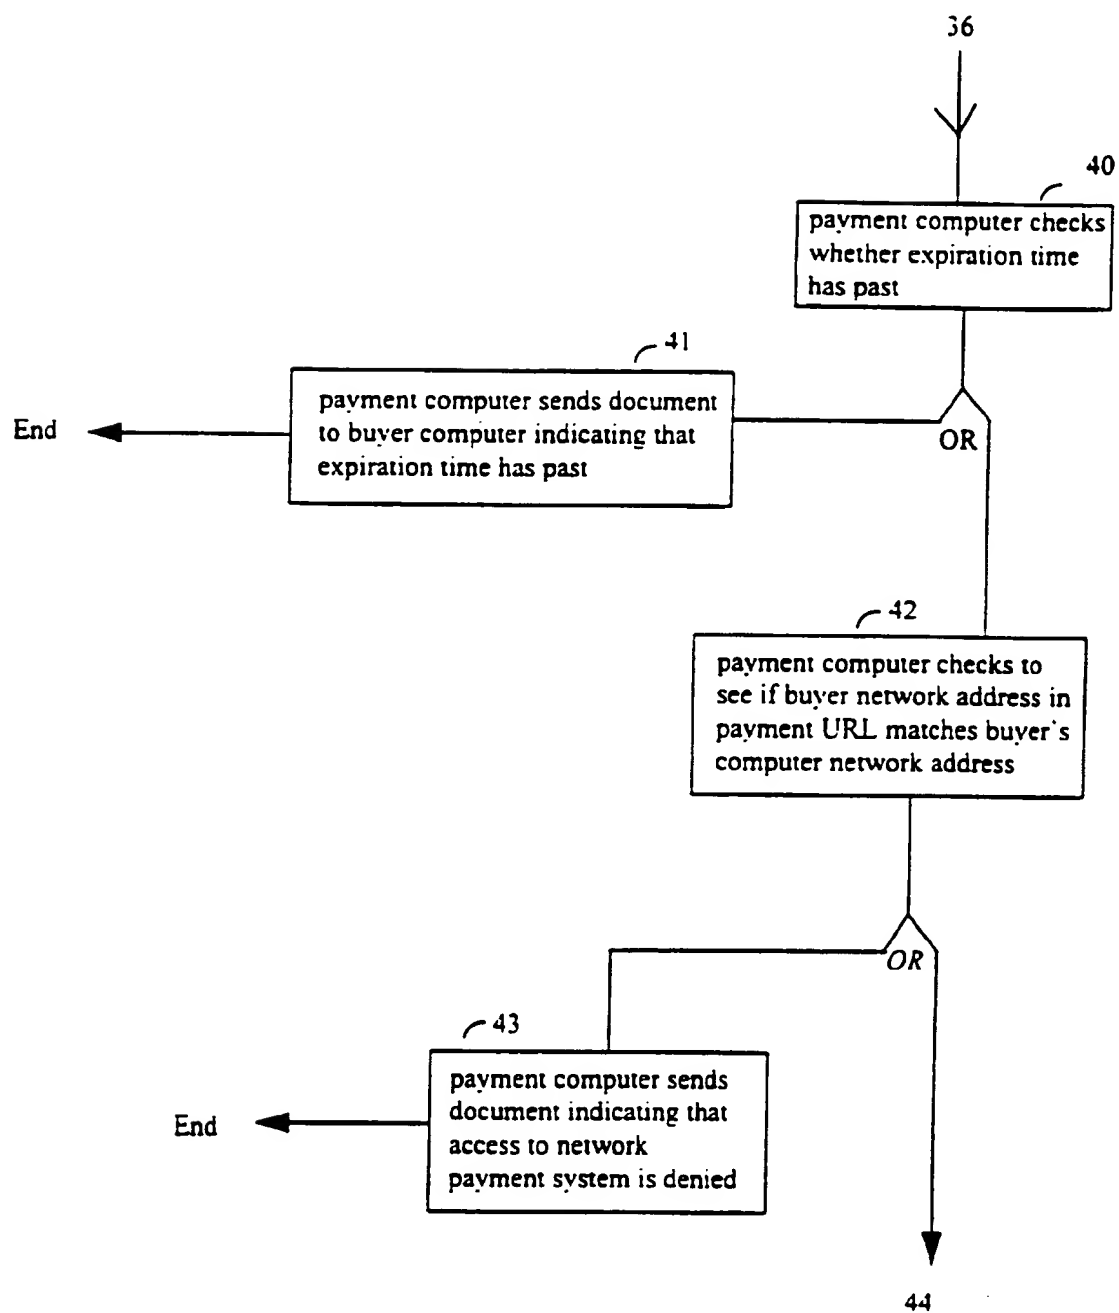 36
40
payment computer checks
whether expiration time
has past
41
payment computer sends document
to buyer computer indicating that
expiration time has past
End
OR
42
payment computer checks to
see if buyer network address in
payment URL matches buyer's
computer network address
OR
43
payment computer sends
document indicating that
access to network
payment system is denied
End
44